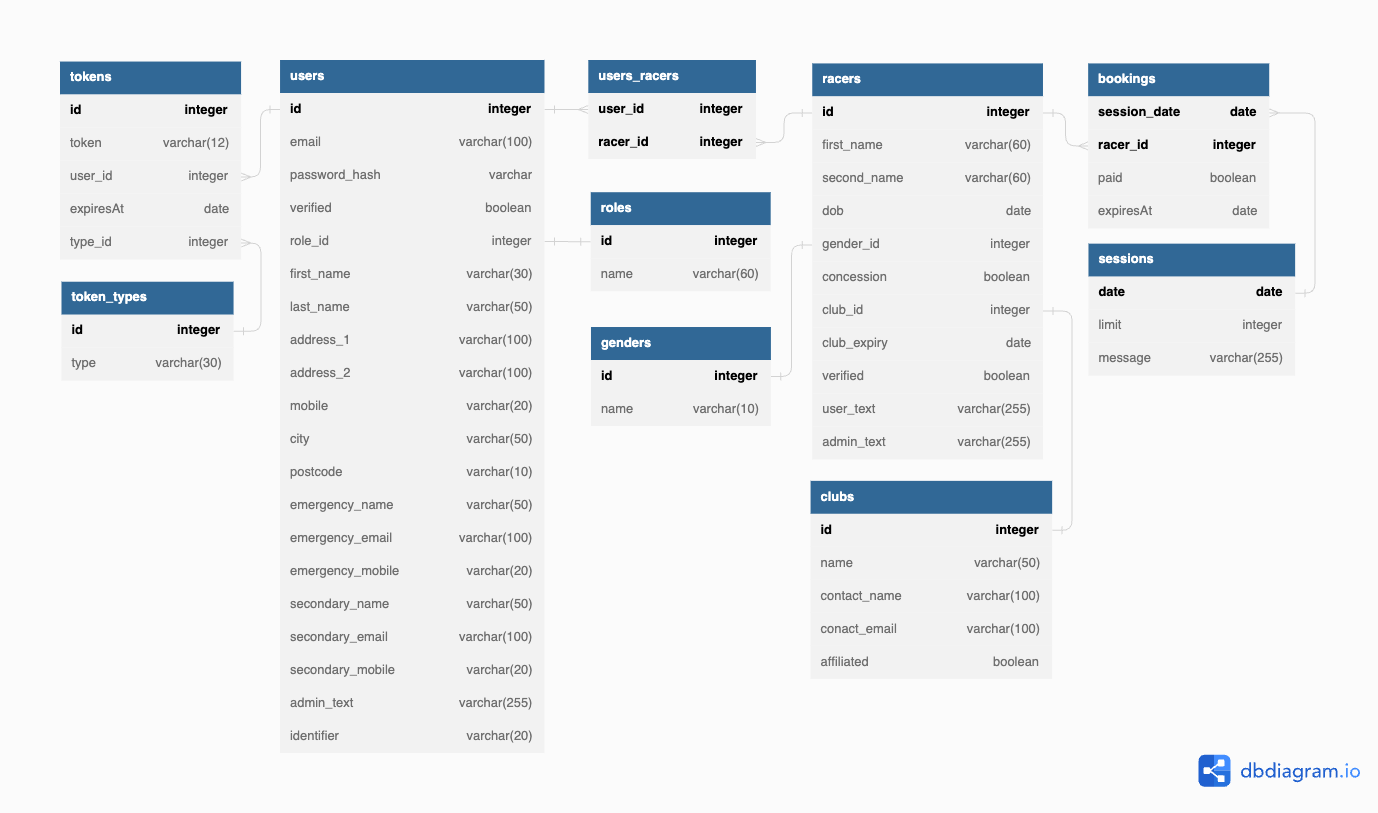 tokens
id integer
token varchar(12)
user_id integer
expiresAt date
type_id integer
token_types
id integer
type varchar(30)
users
id integer
email varchar(100)
password_hash varchar
verified boolean
role_id integer
first_name varchar(30)
last_name varchar(50)
address_1 varchar(100)
address_2 varchar(100)
mobile varchar(20)
city varchar(50)
postcode varchar(10)
emergency_name varchar(50)
emergency_email varchar(100)
emergency_mobile varchar(20)
secondary_name varchar(50)
secondary_email varchar(100)
secondary_mobile varchar(20)
admin_text varchar(255)
identifier varchar(20)
users_racers
user_id integer
racer_id integer
roles
id integer
name varchar(60)
genders
id integer
name varchar(10)
racers
id integer
first_name varchar(60)
second_name varchar(60)
dob date
gender_id integer
concession boolean
club_id integer
club_expiry date
verified boolean
user_text varchar(255)
admin_text varchar(255)
clubs
id integer
name varchar(50)
contact_name varchar(100)
conact_email varchar(100)
affiliated boolean
bookings
session_date date
racer_id integer
paid boolean
expiresAt date
sessions
date date
limit integer
message varchar(255)
dbdiagram.io